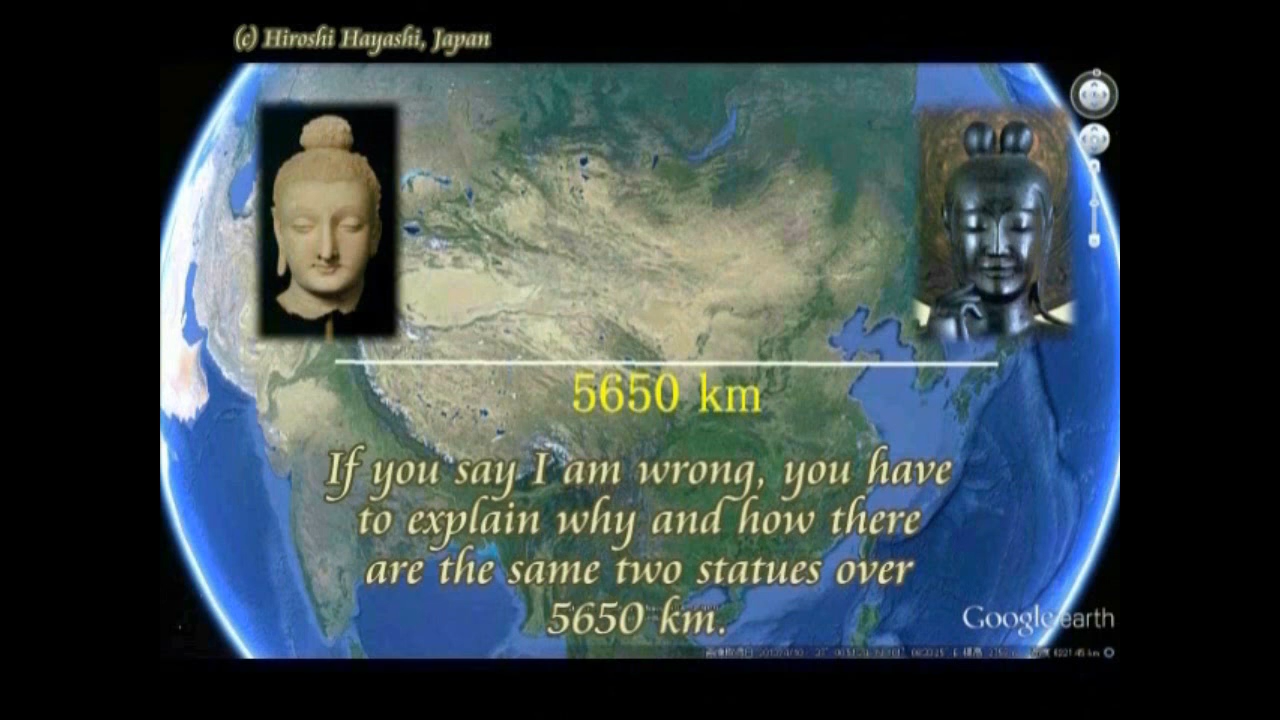 (c) Hiroshi Hayashi, Japan
5650 km
If you say I am wrong, you have
to explain why and how there
are the same two statues over
5650 km.
Google earth